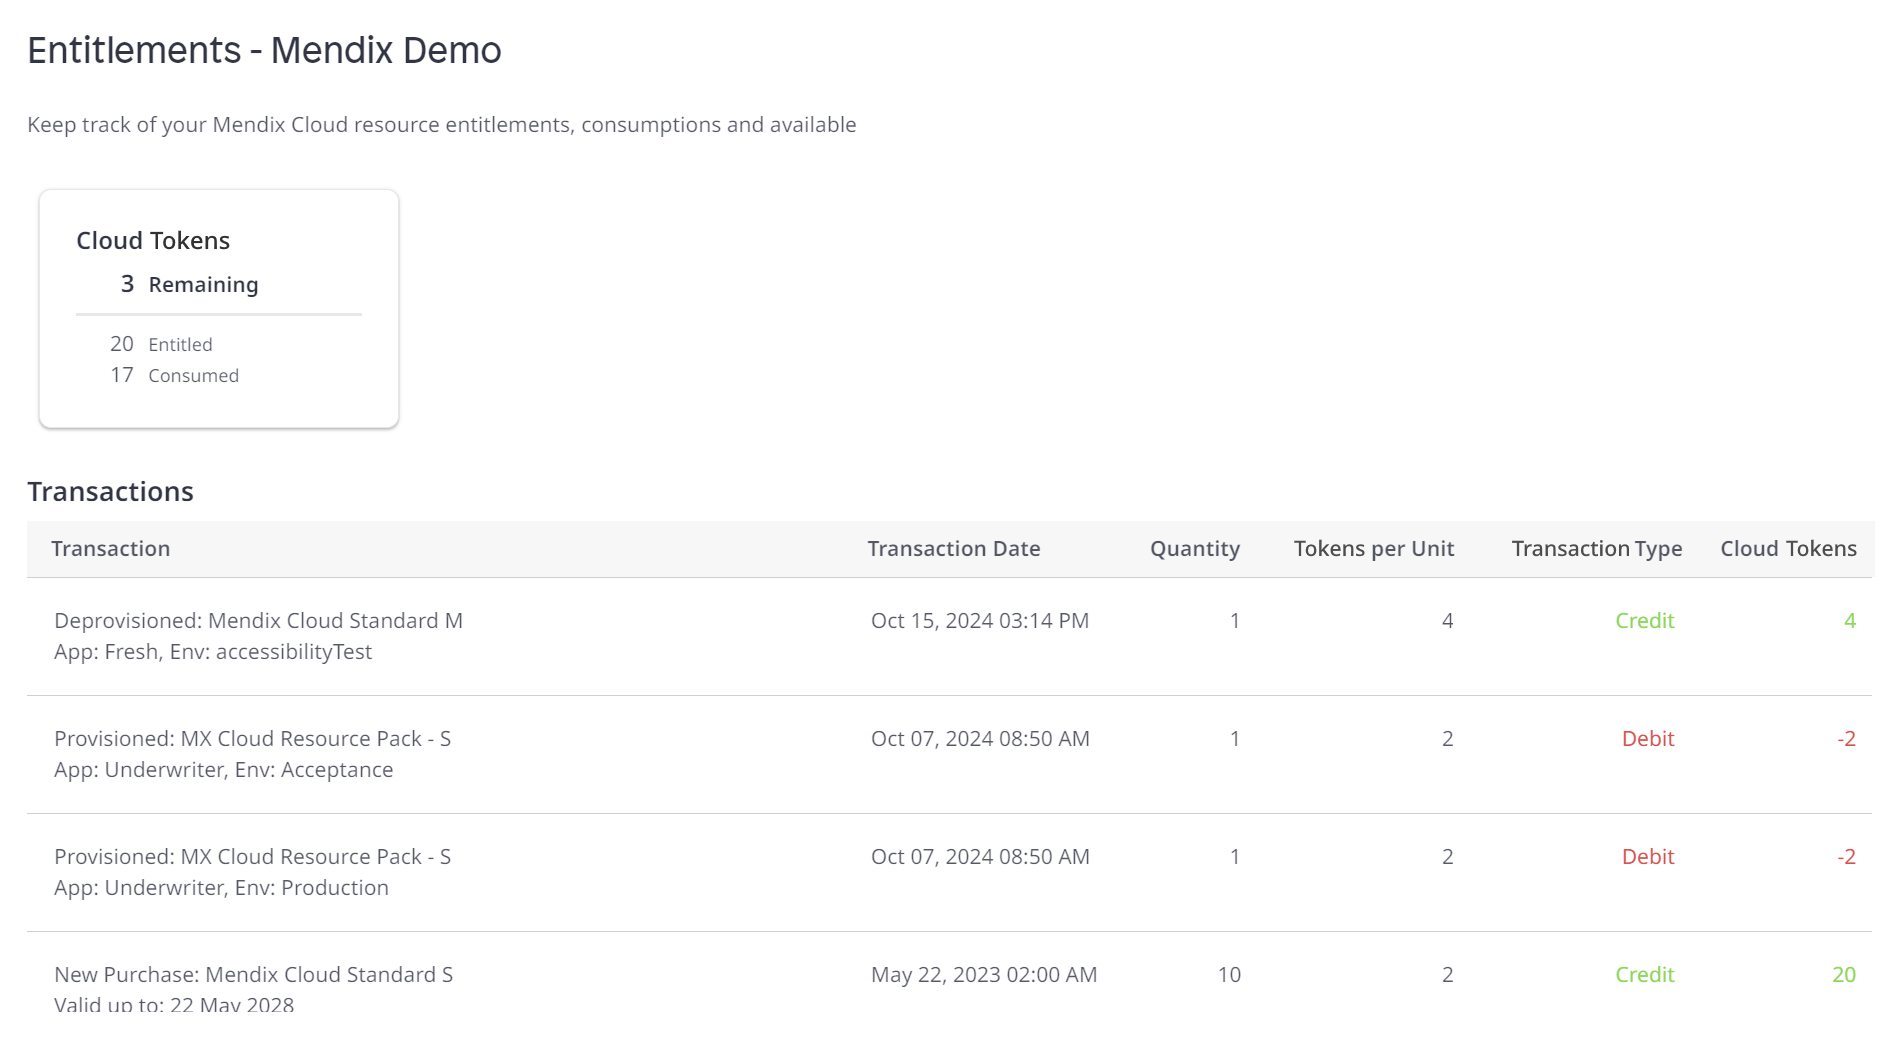 Entitlements - Mendix Demo
Keep track of your Mendix Cloud resource entitlements, consumptions and available
Cloud Tokens
3 Remaining
20 Entitled
17 Consumed
Transactions
Transaction Transaction Date Quantity Tokens per Unit Transaction Type Cloud Tokens
Deprovisioned: Mendix Cloud Standard M Oct 15, 2024 03:14 PM 1 4 Credit 4
App: Fresh, Env: accessibilityTest
Provisioned: MX Cloud Resource Pack - S Oct 07, 2024 08:50 AM 1 2 Debit -2
App: Underwriter, Env: Acceptance
Provisioned: MX Cloud Resource Pack - S Oct 07, 2024 08:50 AM 1 2 Debit -2
App: Underwriter, Env: Production
New Purchase: Mendix Cloud Standard S May 22, 2023 02:00 AM 10 2 Credit 20
Valid up to: 22 May 2028